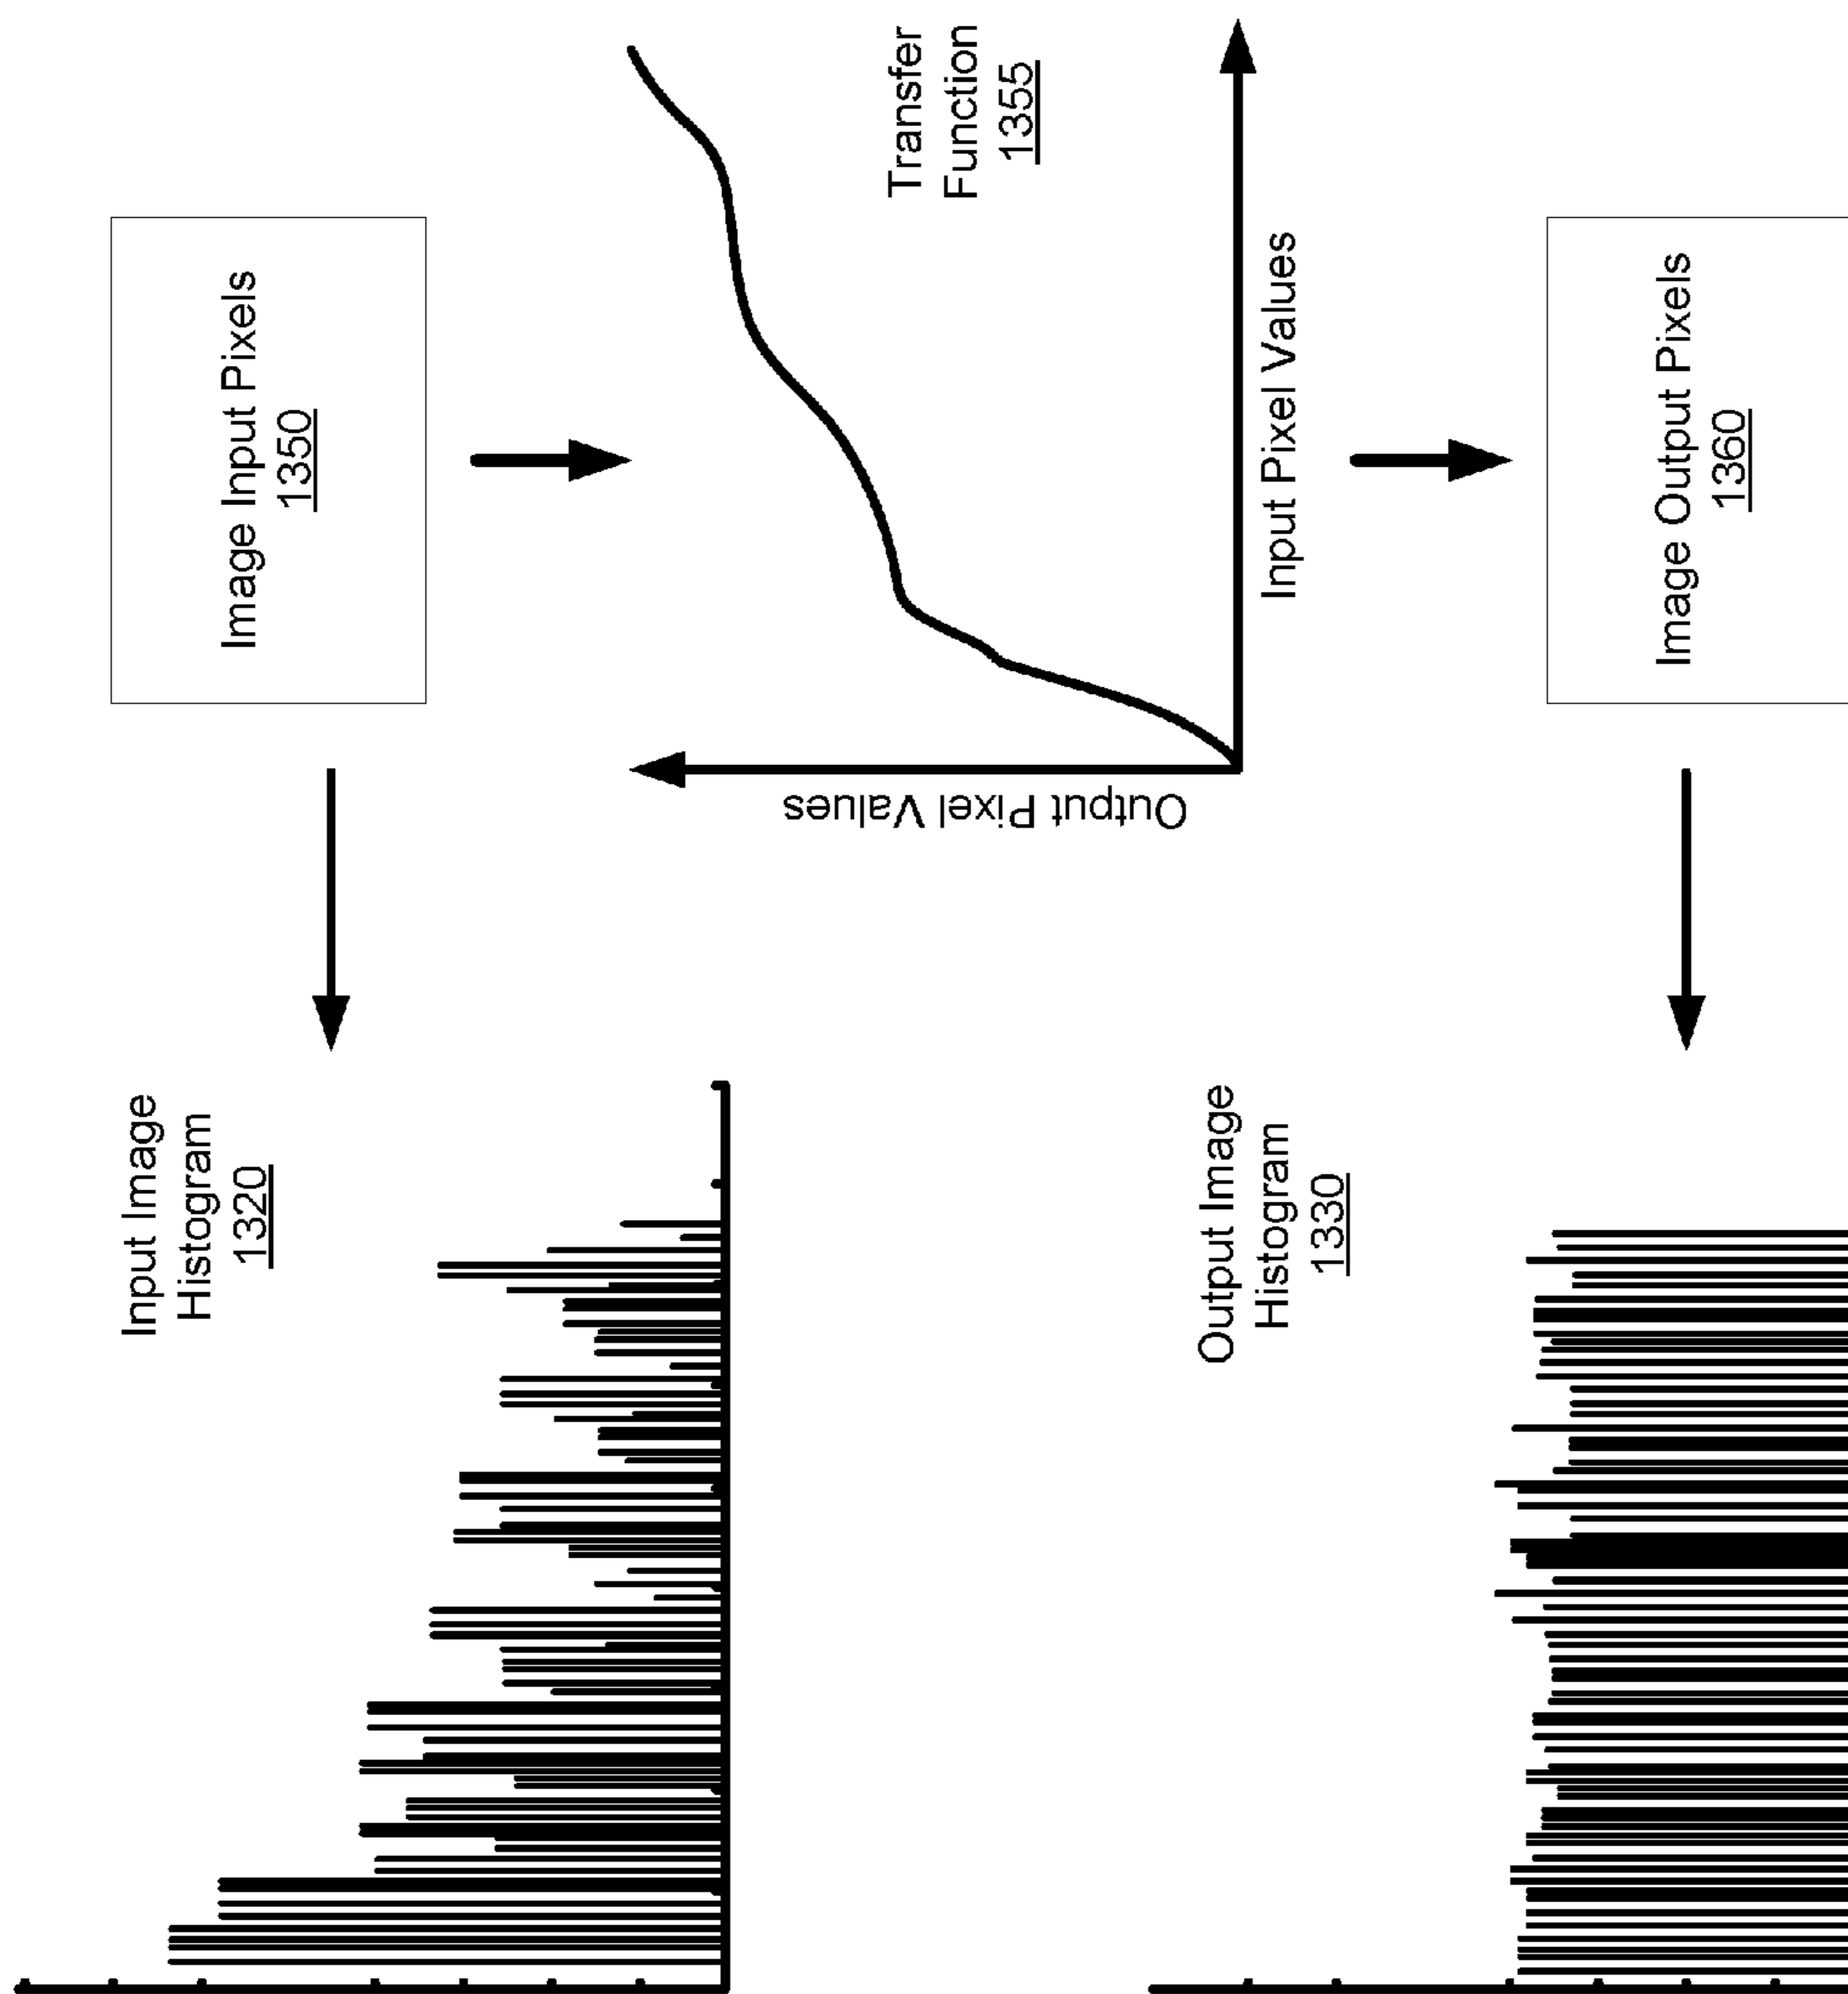 Input Image
Histogram
1320
Image Input Pixels
1350
Output Pixel Values
Transfer
Function
1355
Input Pixel Values
Output Image
Histogram
1330
Image Output Pixels
1360